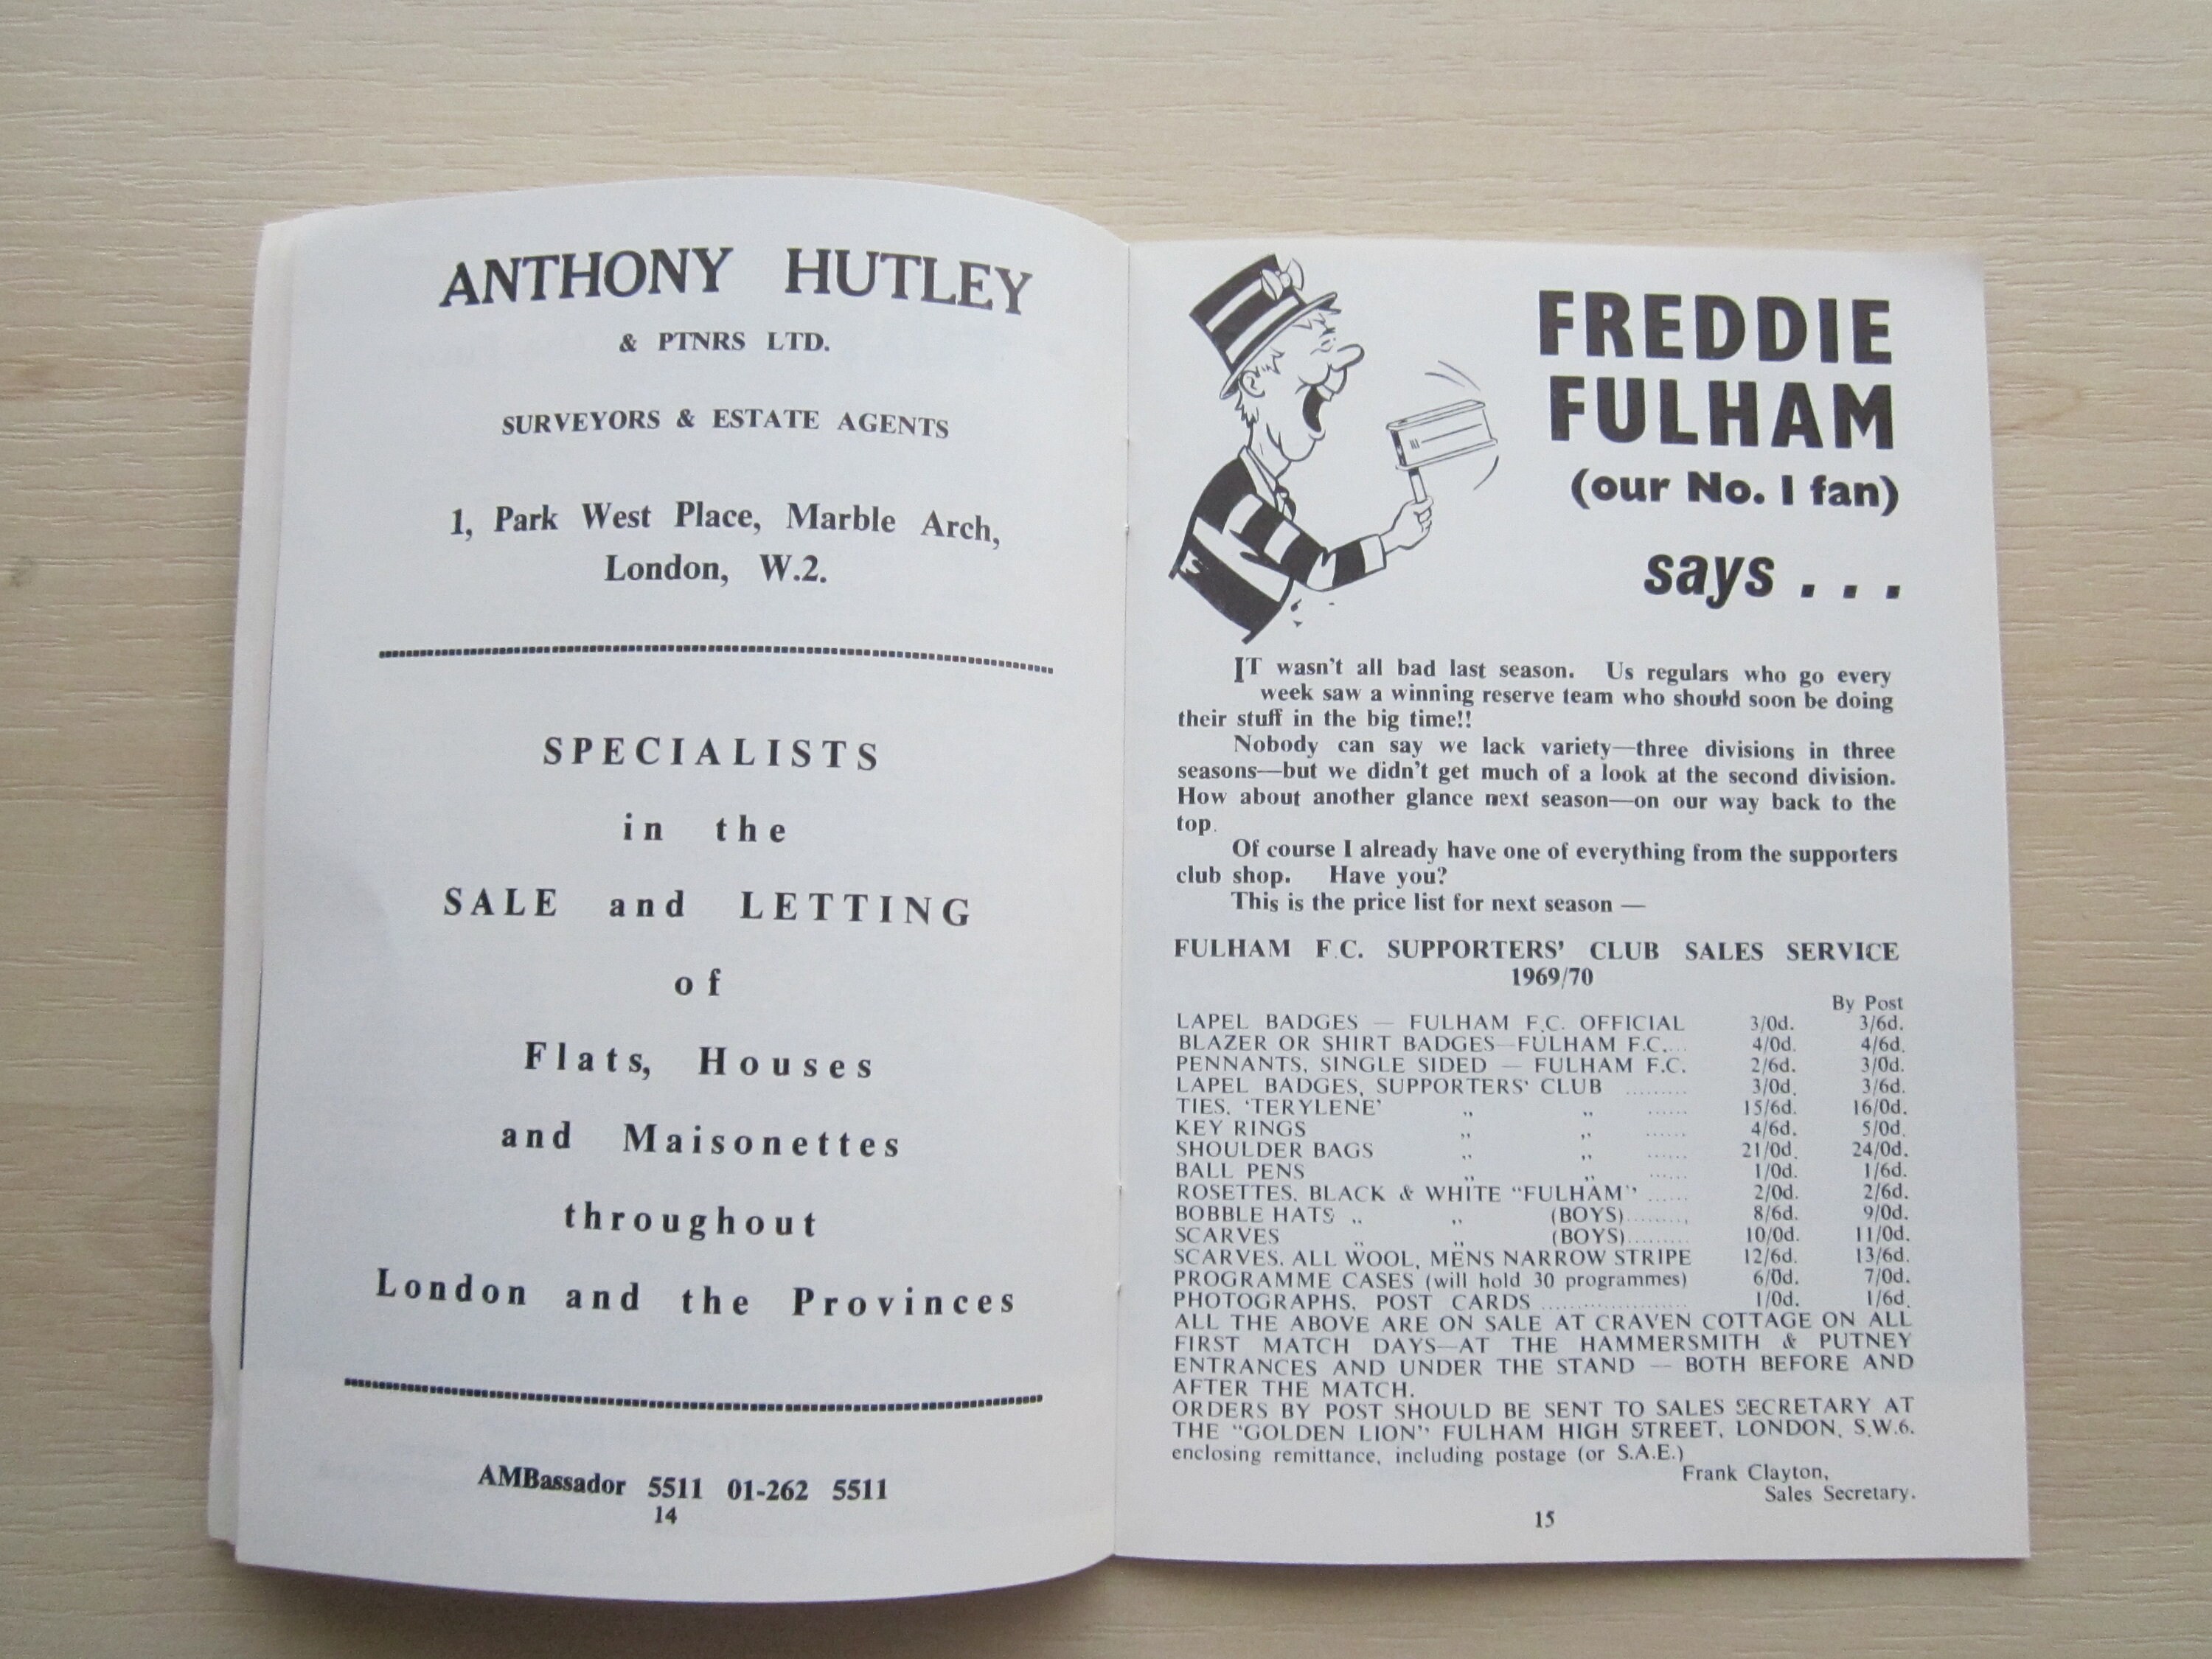 ANTHONY HUTLEY
& PTNRS LTD.
SURVEYORS & ESTATE AGENTS
1, Park West Place, Marble Arch,
London, W.2.
SPECIALISTS
in the
SALE and LETTING
of
Flats, Houses
and Maisonettes
throughout
London and the Provinces
AMBassador 5511 01-262 5511
14
FREDDIE
FULHAM
(our No. 1 fan)
says . . .
IT wasn't all bad last season. Us regulars who go every
week saw a winning reserve team who should soon be doing
their stuff in the big time!!
Nobody can say we lack variety—three divisions in three
seasons—but we didn't get much of a look at the second division.
How about another glance next season—on our way back to the
top.
Of course I already have one of everything from the supporters
club shop. Have you?
This is the price list for next season —
FULHAM F.C. SUPPORTERS' CLUB SALES SERVICE
1969/70
By Post
LAPEL BADGES — FULHAM F.C. OFFICIAL 3/0d. 3/6d.
BLAZER OR SHIRT BADGES—FULHAM F.C.... 4/0d. 4/6d.
PENNANTS, SINGLE SIDED — FULHAM F.C. 2/6d. 3/0d.
LAPEL BADGES, SUPPORTERS' CLUB ......... 3/0d. 3/6d.
TIES. 'TERYLENE' ,, ,, ...... 15/6d. 16/0d.
KEY RINGS ,, ,, ...... 4/6d. 5/0d.
SHOULDER BAGS ,, ,, ...... 21/0d. 24/0d.
BALL PENS ,, ,, ...... 1/0d. 1/6d.
ROSETTES. BLACK & WHITE "FULHAM" ...... 2/0d. 2/6d.
BOBBLE HATS ,, ,, (BOYS)......... 8/6d. 9/0d.
SCARVES ,, ,, (BOYS)......... 10/0d. 11/0d.
SCARVES. ALL WOOL, MENS NARROW STRIPE 12/6d. 13/6d.
PROGRAMME CASES (will hold 30 programmes) 6/0d. 7/0d.
PHOTOGRAPHS, POST CARDS ..................... 1/0d. 1/6d.
ALL THE ABOVE ARE ON SALE AT CRAVEN COTTAGE ON ALL
FIRST MATCH DAYS—AT THE HAMMERSMITH & PUTNEY
ENTRANCES AND UNDER THE STAND — BOTH BEFORE AND
AFTER THE MATCH.
ORDERS BY POST SHOULD BE SENT TO SALES SECRETARY AT
THE "GOLDEN LION" FULHAM HIGH STREET, LONDON, S.W.6.
enclosing remittance, including postage (or S.A.E.)
Frank Clayton,
Sales Secretary.
15